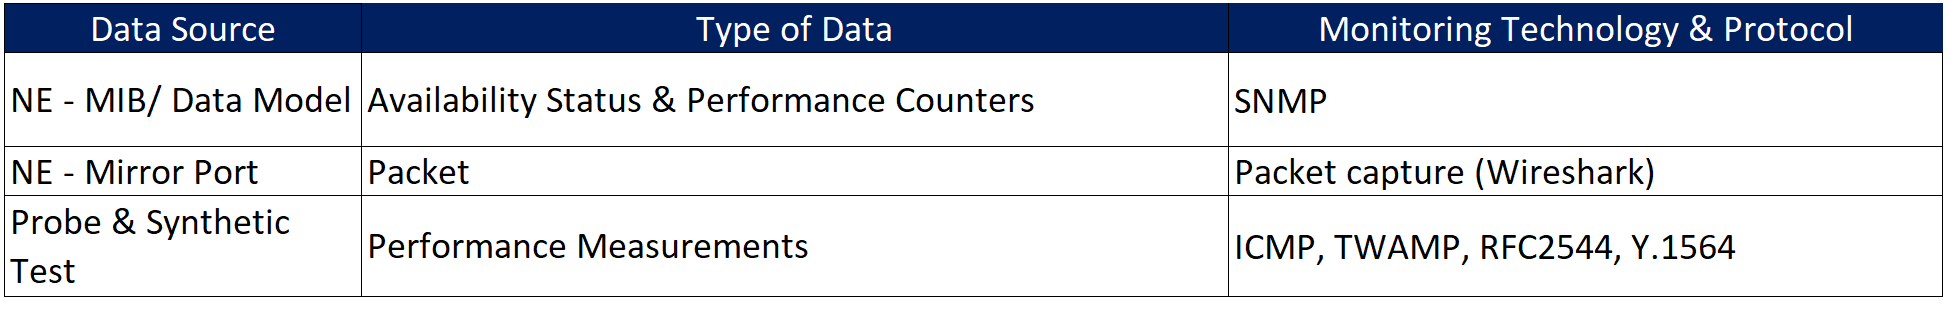 Data Source
Type of Data
Monitoring Technology & Protocol
NE - MIB/ Data Model
Availability Status & Performance Counters
SNMP
NE - Mirror Port
Packet
Packet capture (Wireshark)
Probe & Synthetic
Test
Performance Measurements
ICMP, TWAMP, RFC2544, Y.1564